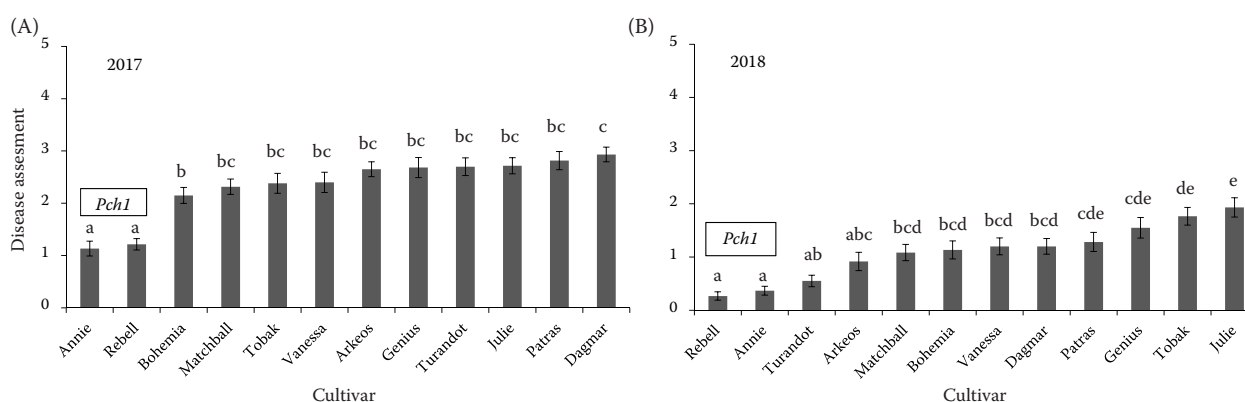 (A)
2017
Disease assesment
5
4
3
2
1
0
Pch1
a
a
b
bc
bc
bc
bc
bc
bc
bc
bc
c
Annie
Rebell
Bohemia
Matchball
Tobak
Vanessa
Arkeos
Genius
Turandot
Julie
Patras
Dagmar
Cultivar
(B)
2018
5
4
3
2
1
0
Pch1
a
a
ab
abc
bcd
bcd
bcd
bcd
cde
cde
de
e
Rebell
Annie
Turandot
Arkeos
Matchball
Bohemia
Vanessa
Dagmar
Patras
Genius
Tobak
Julie
Cultivar